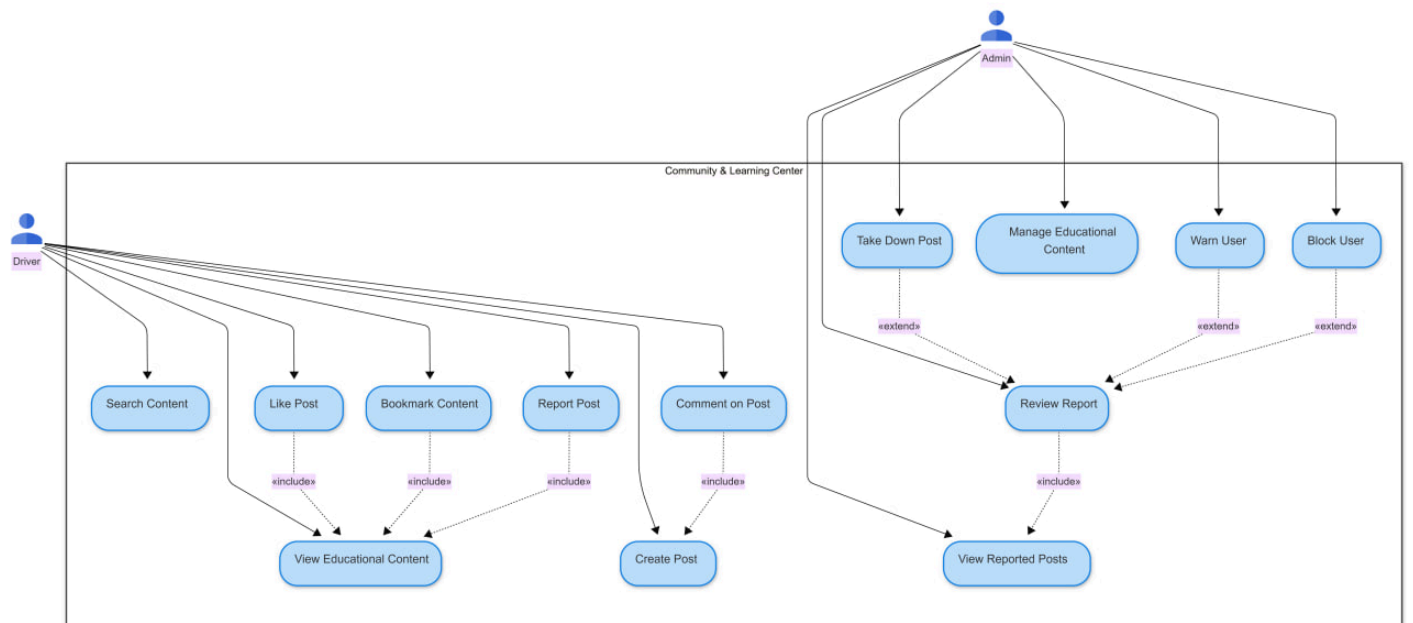 Admin
Community & Learning Center
Driver
Take Down Post
Manage Educational
Content
Warn User
Block User
«extend»
«extend»
«extend»
Search Content
Like Post
Bookmark Content
Report Post
Comment on Post
Review Report
«include»
«include»
«include»
«include»
«include»
View Educational Content
Create Post
View Reported Posts